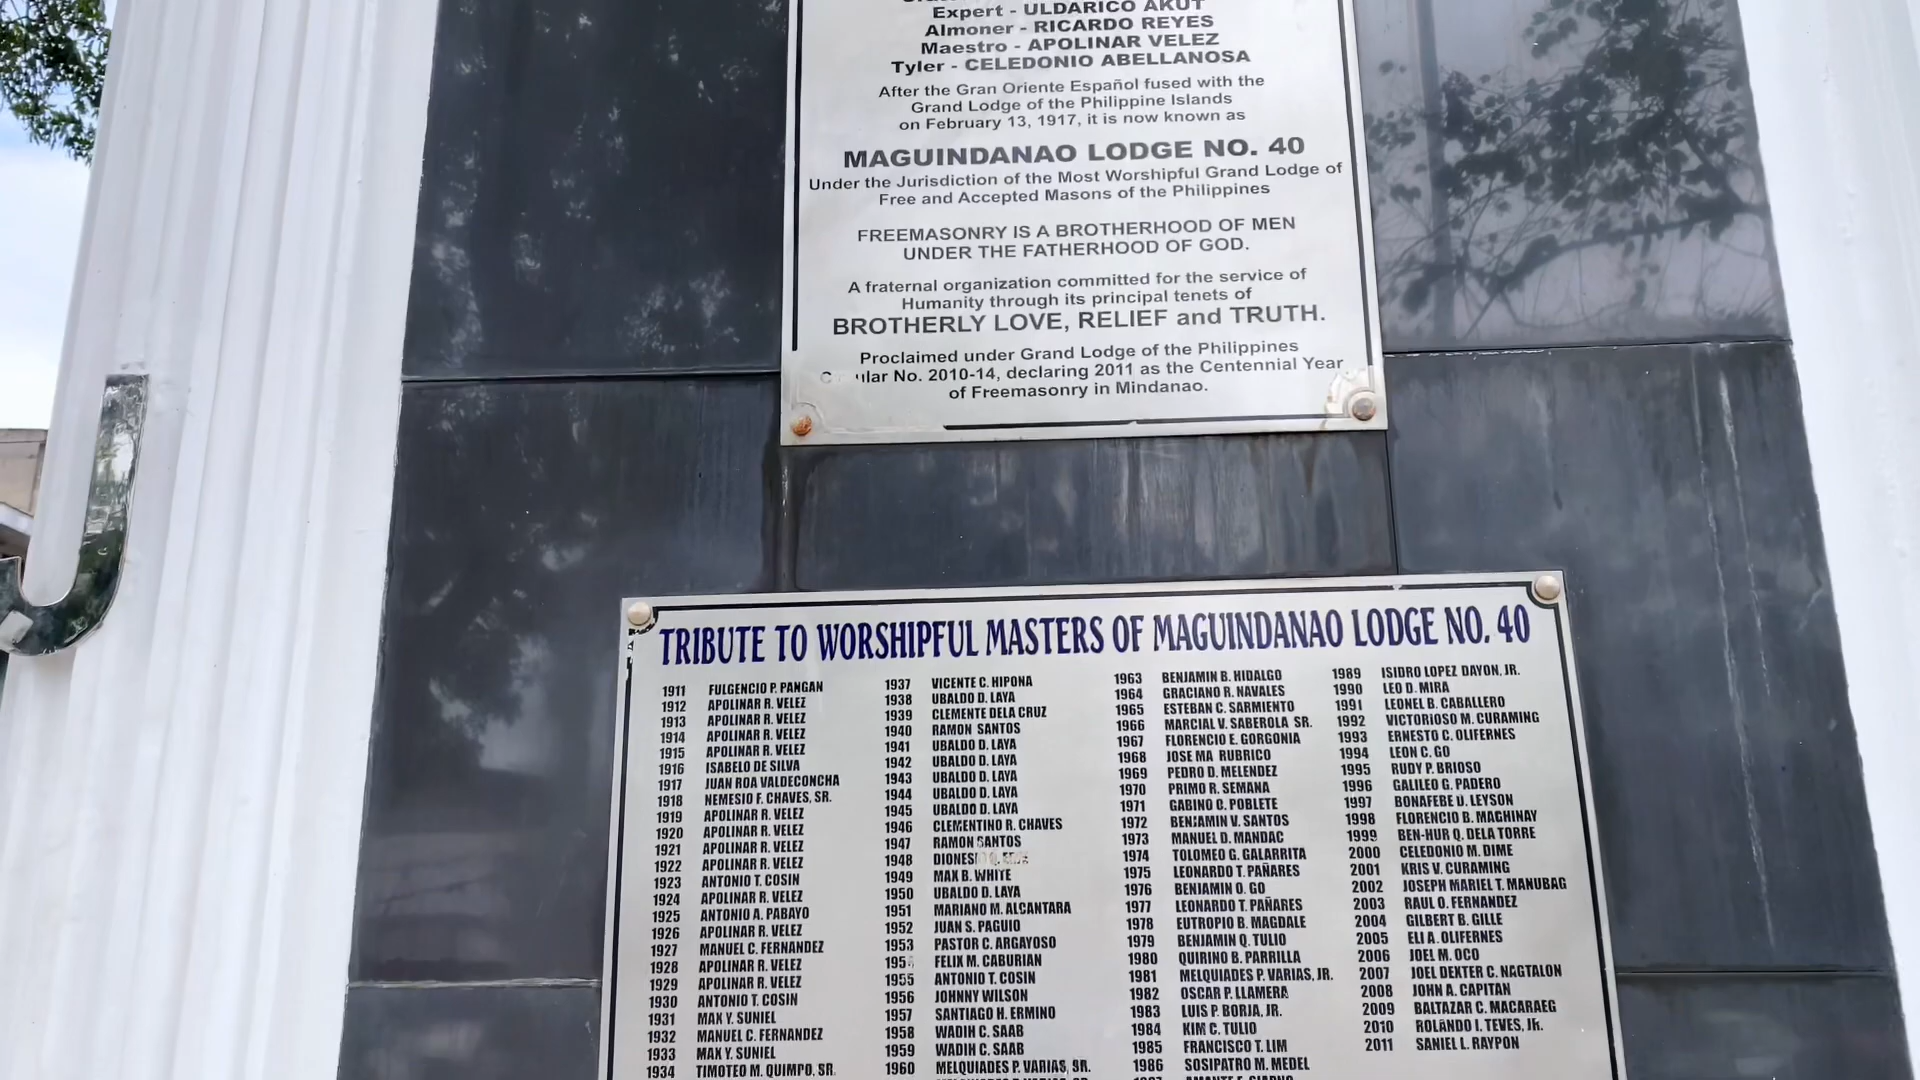 Expert - ULDARICO AKUT
Almoner - RICARDO REYES
Maestro - APOLINAR VELEZ
Tyler - CELEDONIO ABELLANOSA
After the Gran Oriente Español fused with the
Grand Lodge of the Philippine Islands
on February 13, 1917, it is now known as
MAGUINDANAO LODGE NO. 40
Under the Jurisdiction of the Most Worshipful Grand Lodge of
Free and Accepted Masons of the Philippines
FREEMASONRY IS A BROTHERHOOD OF MEN
UNDER THE FATHERHOOD OF GOD.
A fraternal organization committed for the service of
Humanity through its principal tenets of
BROTHERLY LOVE, RELIEF and TRUTH.
Proclaimed under Grand Lodge of the Philippines
No. 2010-14, declaring 2011 as the Centennial Year
of Freemasonry in Mindanao.
TRIBUTE TO WORSHIPFUL MASTERS OF MAGUINDANAO LODGE NO. 40
1911 FULGENCIO P. PANGAN
1912 APOLINAR R. VELEZ
1913 APOLINAR R. VELEZ
1914 APOLINAR R. VELEZ
1915 APOLINAR R. VELEZ
1916 ISABELO DE SILVA
1917 JUAN ROA VALDECONCHA
1918 NEMESIO F. CHAVES, SR.
1919 APOLINAR R. VELEZ
1920 APOLINAR R. VELEZ
1921 APOLINAR R. VELEZ
1922 APOLINAR R. VELEZ
1923 ANTONIO T. COSIN
1924 APOLINAR R. VELEZ
1925 ANTONIO A. PABAYO
1926 APOLINAR R. VELEZ
1927 MANUEL C. FERNANDEZ
1928 APOLINAR R. VELEZ
1929 APOLINAR R. VELEZ
1930 ANTONIO T. COSIN
1931 MAX Y. SUNIEL
1932 MANUEL C. FERNANDEZ
1933 MAX Y. SUNIEL
1934 TIMOTEO M. QUIMPO, SR.
1937 VICENTE C. HIPONA
1938 UBALDO D. LAYA
1939 CLEMENTE DELA CRUZ
1940 RAMON SANTOS
1941 UBALDO D. LAYA
1942 UBALDO D. LAYA
1943 UBALDO D. LAYA
1944 UBALDO D. LAYA
1945 UBALDO D. LAYA
1946 CLEMENTINO R. CHAVES
1947 RAMON SANTOS
1948
1949 MAX B. WHITE
1950 UBALDO D. LAYA
1951 MARIANO M. ALCANTARA
1952 JUAN S. PAGUIO
1953 PASTOR C. ARGAYOSO
FELIX M. CABURIAN
1955 ANTONIO T. COSIN
1956 JOHNNY WILSON
1957 SANTIAGO H. ERMINO
1958 WADIH C. SAAB
1959 WADIH C. SAAB
1960 MELQUIADES P. VARIAS, SR.
1963 BENJAMIN B. HIDALGO
1964 GRACIANO R. NAVALES
1965 ESTEBAN C. SARMIENTO
1966 MARCIAL V. SABEROLA SR.
1967 FLORENCIO E. GORGONIA
1968 JOSE MA RUBRICO
1969 PEDRO D. MELENDEZ
1970 PRIMO R. SEMANA
1971 GABINO C. POBLETE
1972 BENJAMIN V. SANTOS
1973 MANUEL D. MANDAC
1974 TOLOMEO G. GALARRITA
1975 LEONARDO T. PAÑARES
1976 BENJAMIN O. GO
1977 LEONARDO T. PAÑARES
1978 EUTROPIO B. MAGDALE
1979 BENJAMIN Q. TULIO
1980 QUIRINO B. PARRILLA
1981 MELQUIADES P. VARIAS, JR.
1982 OSCAR P. LLAMERA
1983 LUIS P. BORJA, JR.
1984 KIM C. TULIO
1985 FRANCISCO T. LIM
1986 SOSIPATRO M. MEDEL
1989 ISIDRO LOPEZ DAYON, JR.
1990 LEO D. MIRA
1991 LEONEL B. CABALLERO
1992 VICTORIOSO M. CURAMING
1993 ERNESTO C. OLIFERNES
1994 LEON C. GO
1995 RUDY P. BRIOSO
1996 GALILEO G. PADERO
1997 BONAFEBE D. LEYSON
1998 FLORENCIO B. MAGHINAY
1999 BEN-HUR Q. DELA TORRE
2000 CELEDONIO M. DIME
2001 KRIS V. CURAMING
2002 JOSEPH MARIEL T. MANUBAG
2003 RAUL O. FERNANDEZ
2004 GILBERT B. GILLE
2005 ELI A. OLIFERNES
2006 JOEL M. OCO
2007 JOEL DEXTER C. NAGTALON
2008 JOHN A. CAPITAN
2009 BALTAZAR C. MACARAEG
2010 ROLANDO I. TEVES, JR.
2011 SANIEL L. RAYPON